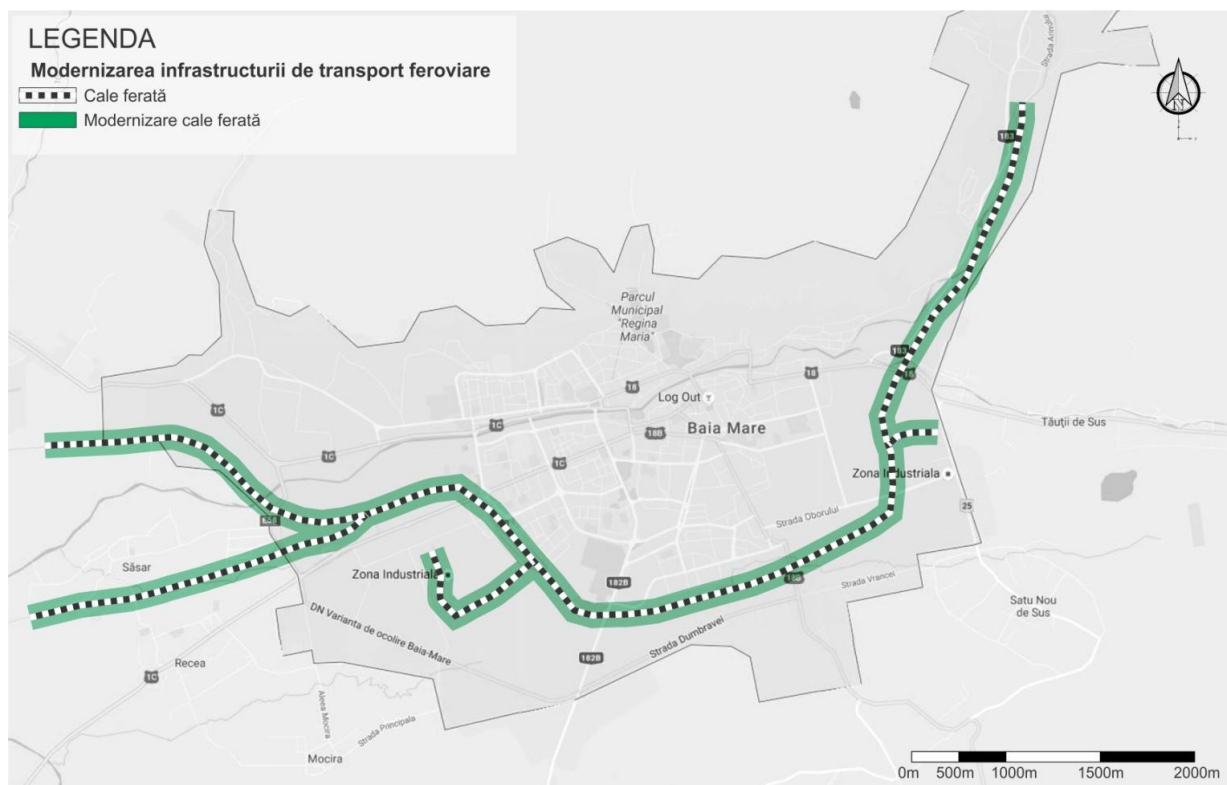 LEGENDA
Modernizarea infrastructurii de transport feroviare
Cale ferată
Modernizare cale ferată
N
183
Parcul
Municipal
"Regina
Maria"
183
18
18
18
Log Out
1C
1C
18B
Baia Mare
1C
1C
Tăuții de Sus
Zona Industriala
25
Strada Oborului
Săsar
Zona Industriala
182B
Strada Vrancei
Satu Nou
de Sus
DN Varianta de ocolire Baia Mare
Strada Dumbravei
182B
Recea
1C
Aleea Mocira
Strada Principala
Mocira
0m 500m 1000m 1500m 2000m